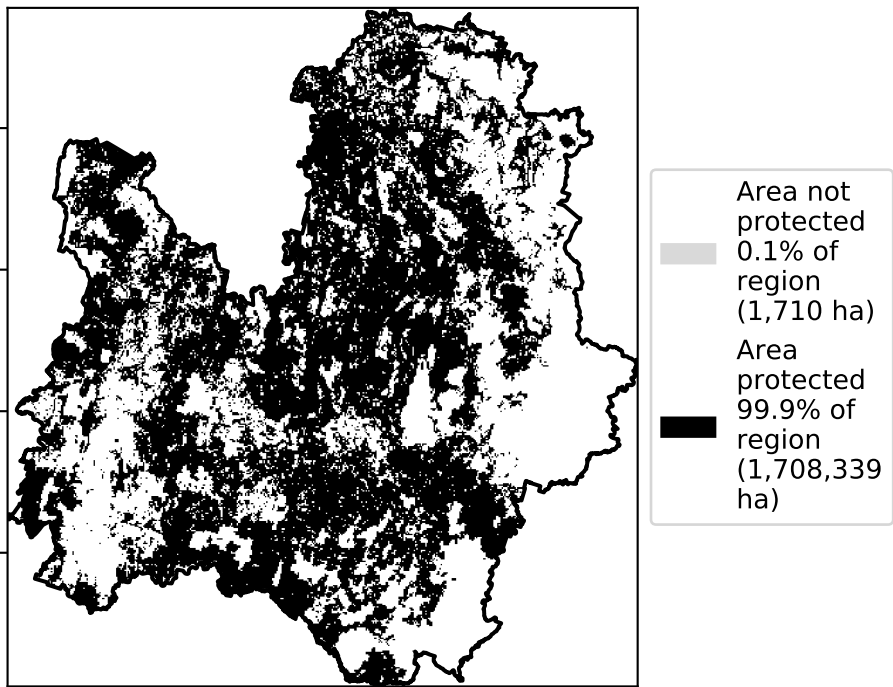 Area not
protected
0.1% of
region
(1,710 ha)
Area
protected
99.9% of
region
(1,708,339
ha)